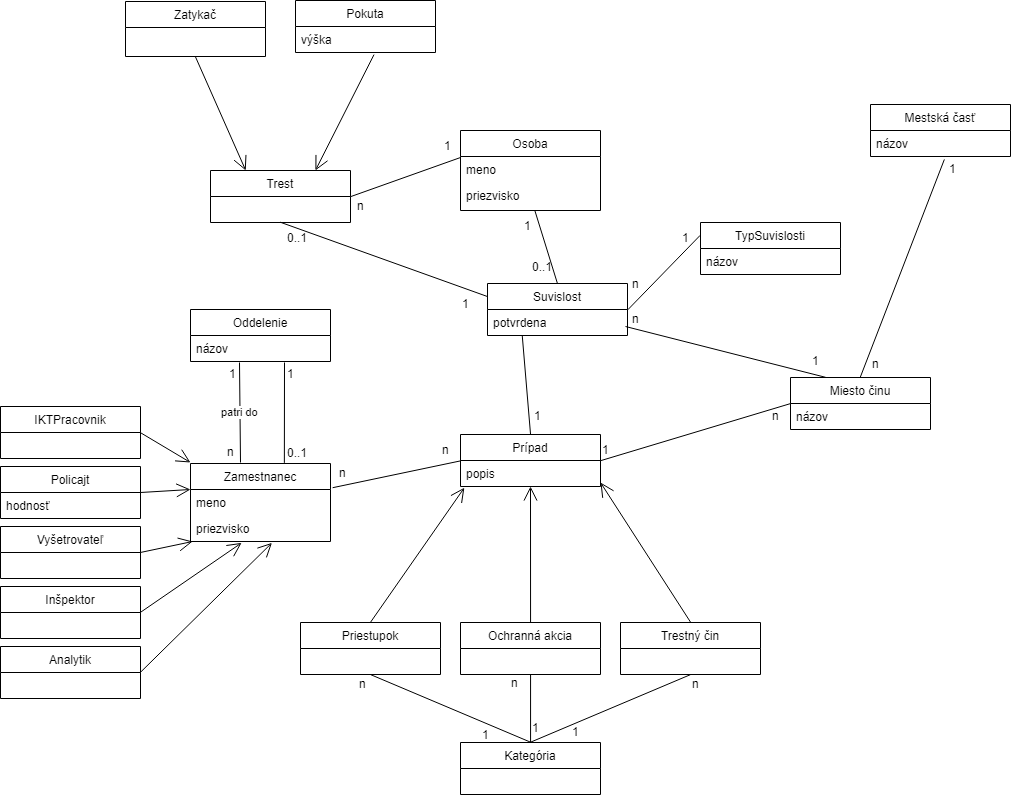 Zatykač
Pokuta
výška
Mestská časť
názov
1
Osoba
meno
priezvisko
1
n
Trest
0..1
1
0..1
TypSuvislosti
názov
1
n
Suvislost
potvrdena
1
n
1
Oddelenie
názov
1
1
patri do
n
0..1
n
Miesto činu
názov
n
1
1
Prípad
popis
n
n
IKTPracovnik
Policajt
hodnosť
Vyšetrovateľ
Inšpektor
Analytik
Zamestnanec
meno
priezvisko
Priestupok
Ochranná akcia
Trestný čin
n
n
n
1
1
1
Kategória